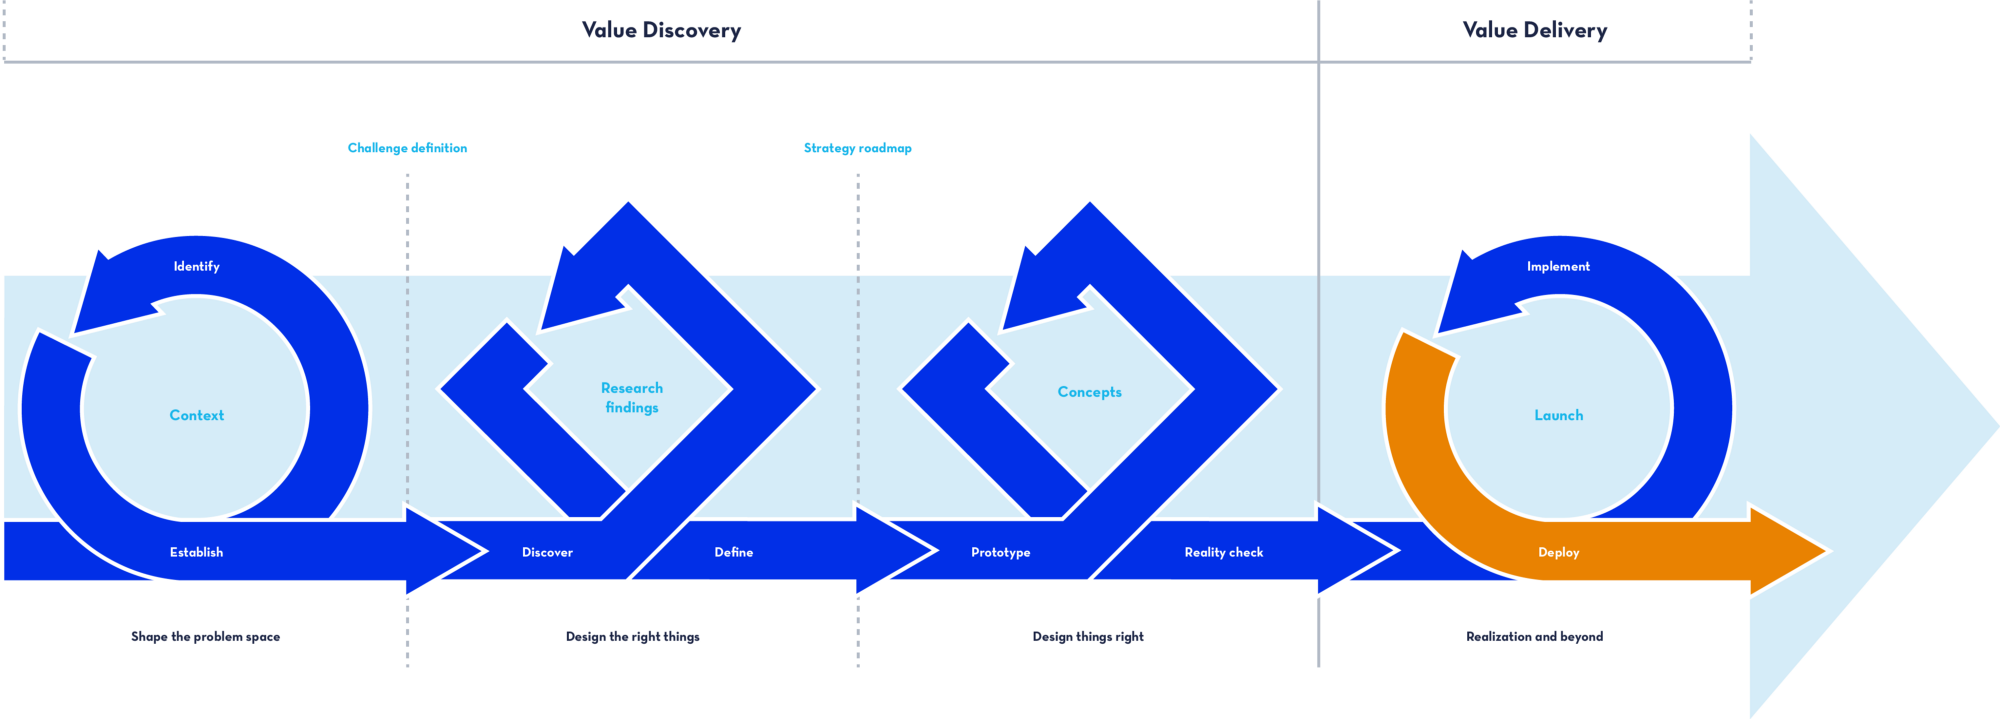 Value Discovery
Value Delivery
Challenge definition
Strategy roadmap
Identify
Implement
Context
Research
findings
Concepts
Launch
Establish
Discover
Define
Prototype
Reality check
Deploy
Shape the problem space
Design the right things
Design things right
Realization and beyond